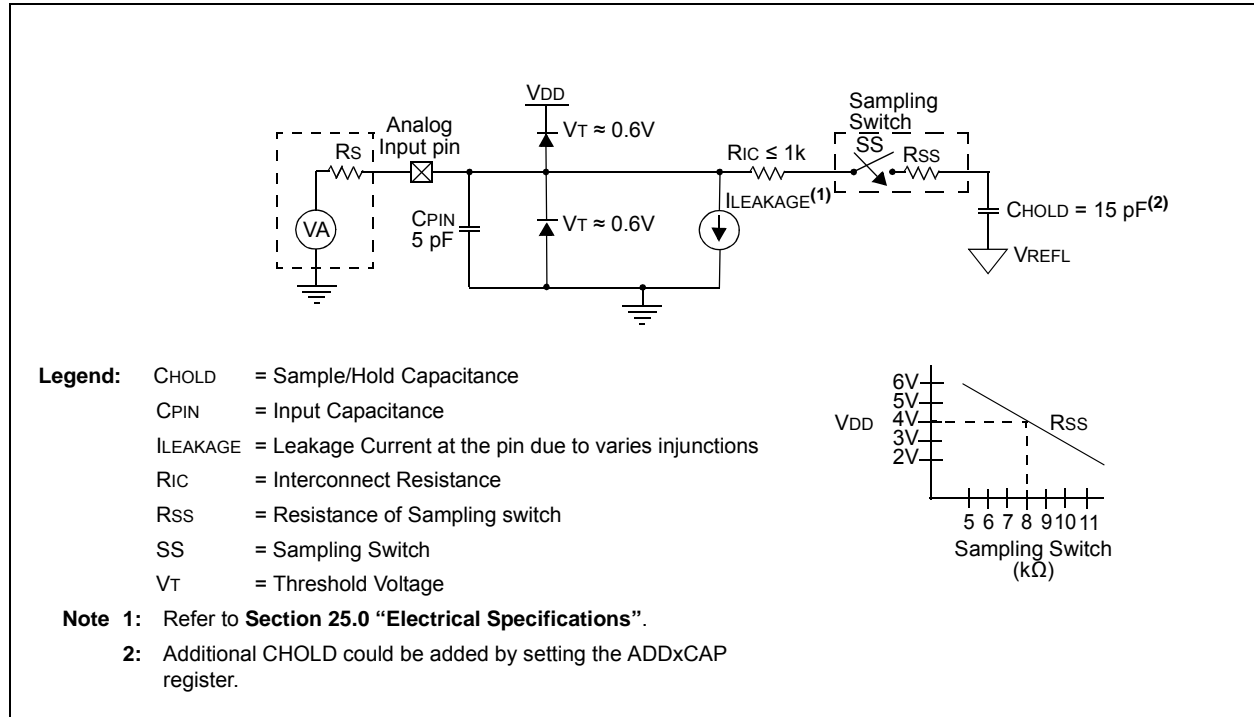 VDD
Sampling
Switch
Analog
Input pin
VT ≈ 0.6V
RS
RIC ≤ 1k
SS
RSS
ILEAKAGE(1)
CPIN
5 pF
VT ≈ 0.6V
CHOLD = 15 pF(2)
VA
VREFL
Legend: CHOLD = Sample/Hold Capacitance
CPIN = Input Capacitance
ILEAKAGE = Leakage Current at the pin due to varies injunctions
RIC = Interconnect Resistance
RSS = Resistance of Sampling switch
SS = Sampling Switch
VT = Threshold Voltage
6V
5V
VDD 4V RSS
3V
2V
5 6 7 8 9 10 11
Sampling Switch
(kΩ)
Note 1: Refer to Section 25.0 “Electrical Specifications”.
2: Additional CHOLD could be added by setting the ADDxCAP
register.